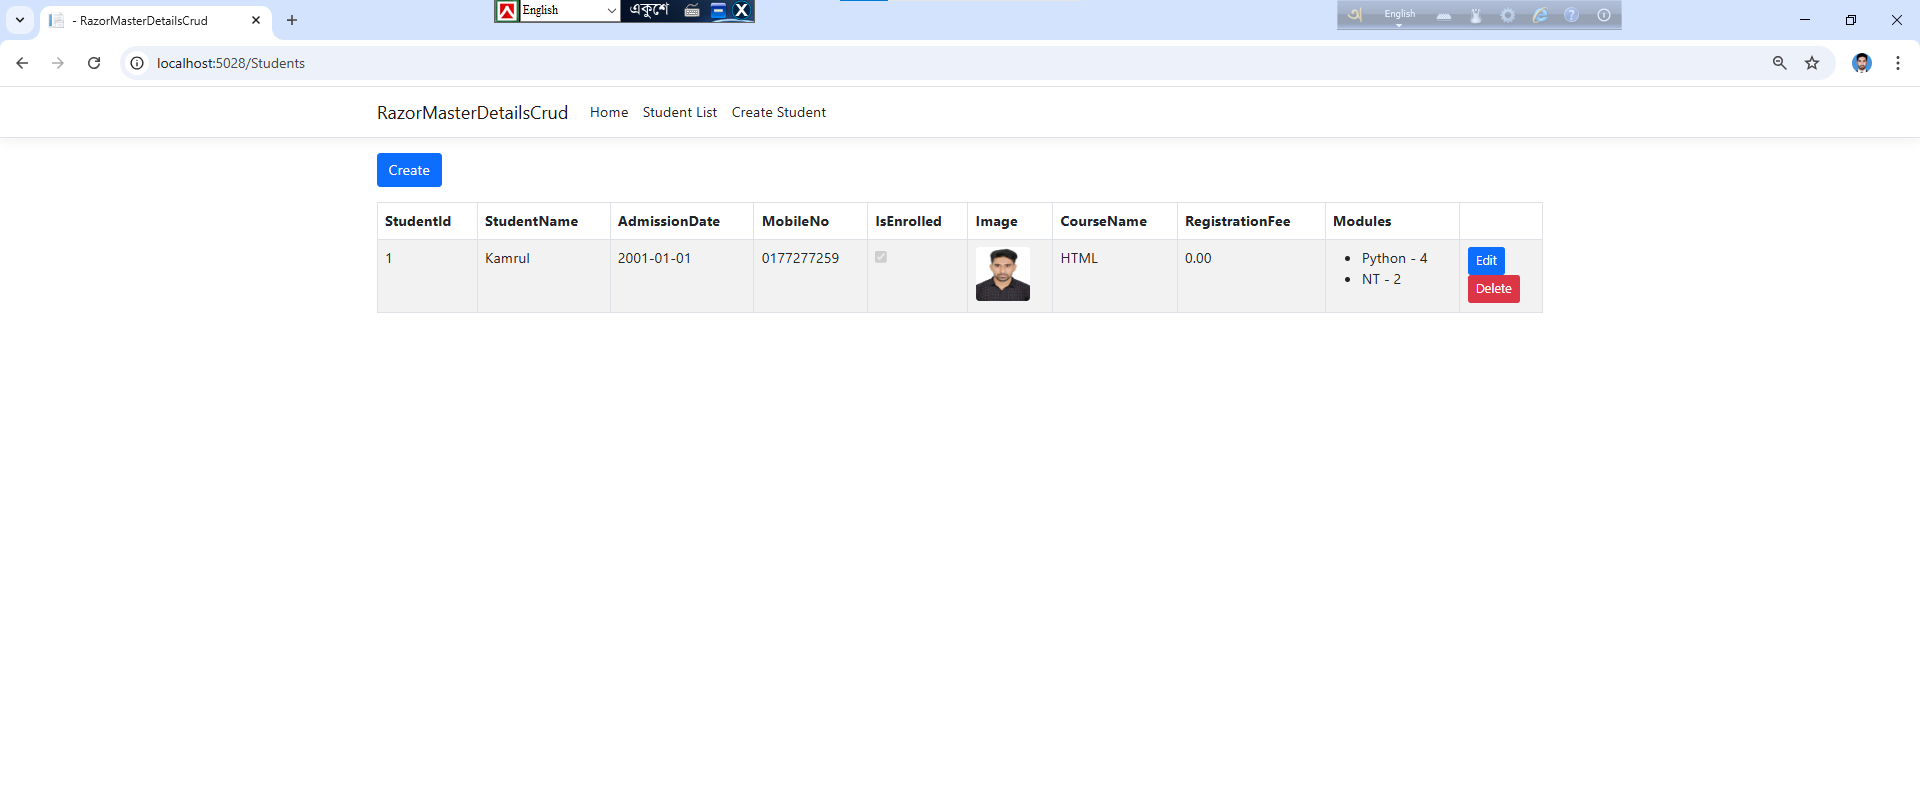 - RazorMasterDetailsCrud
English
একুশে
English
localhost:5028/Students
RazorMasterDetailsCrud Home Student List Create Student
Create
StudentId StudentName AdmissionDate MobileNo IsEnrolled Image CourseName RegistrationFee Modules
1 Kamrul 2001-01-01 0177277259 HTML 0.00 Python - 4 Edit
NT - 2 Delete